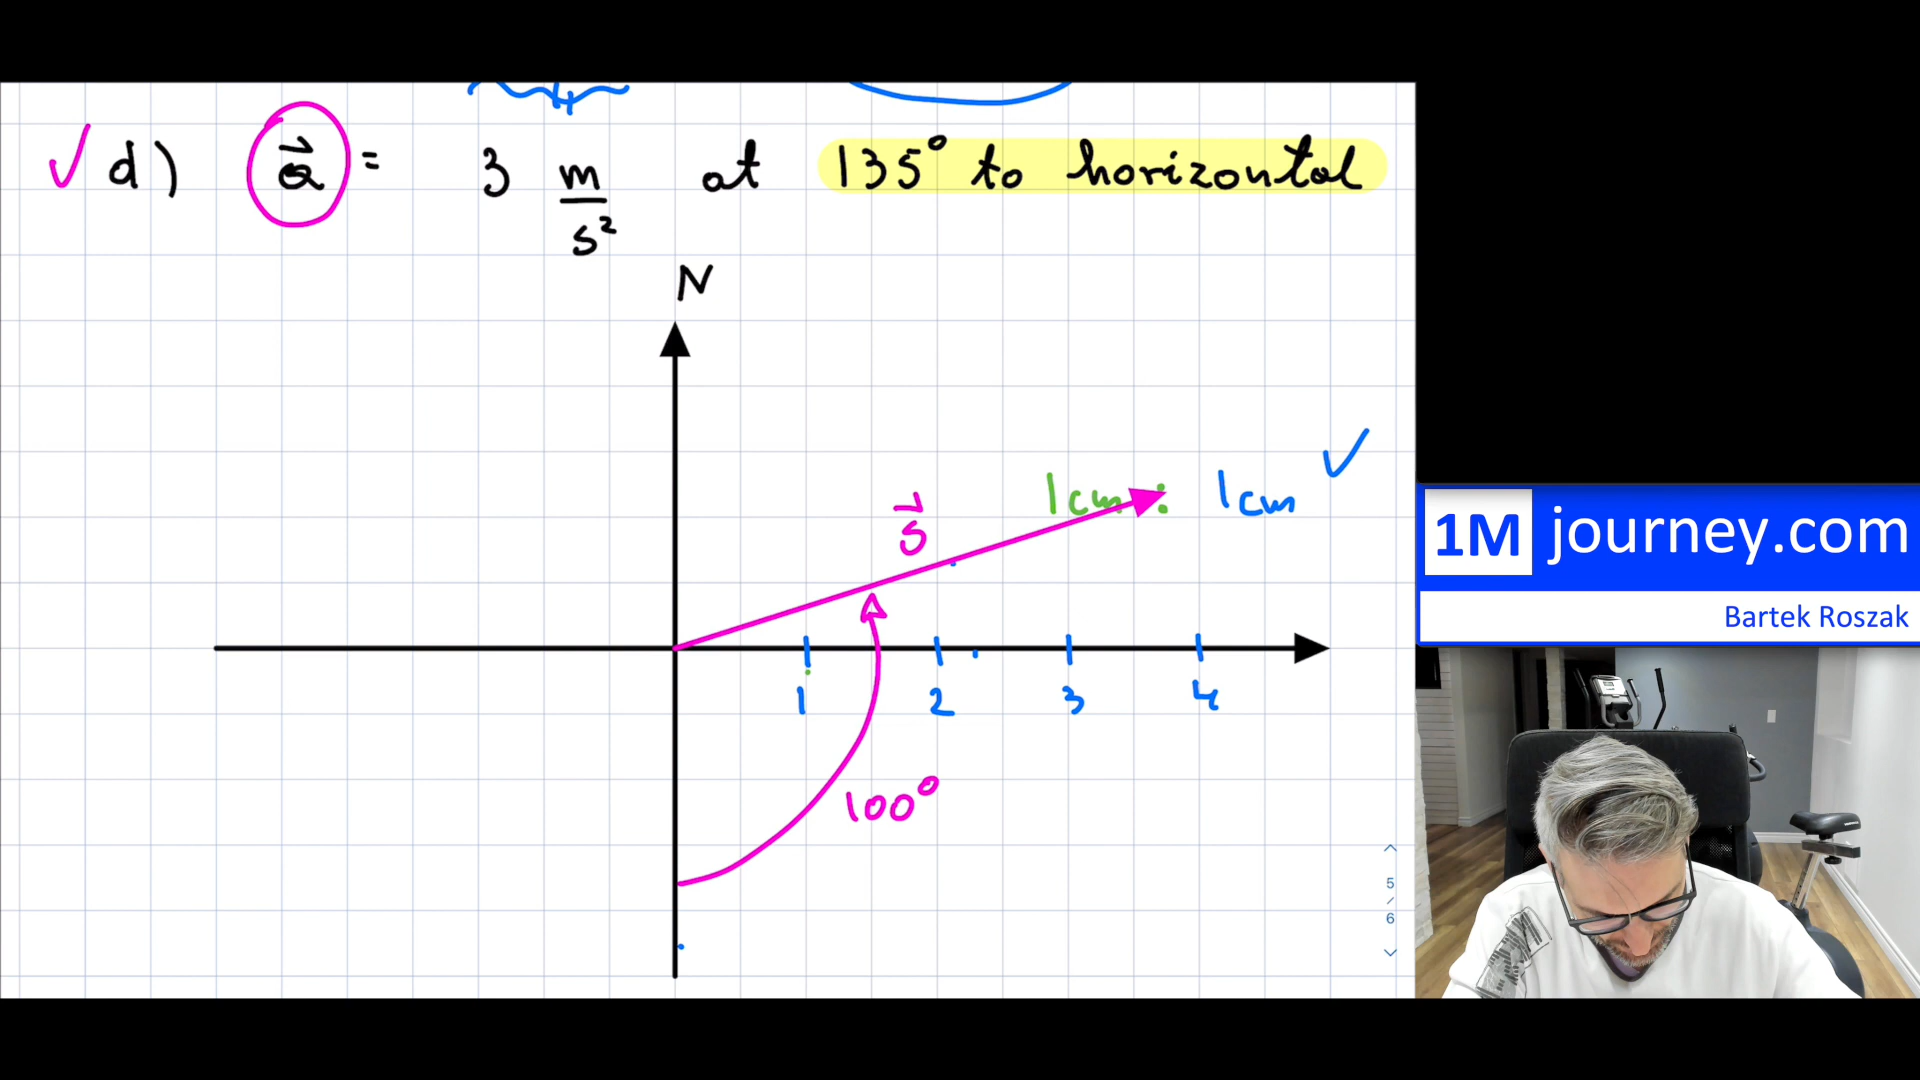 d) a = 3 m/s² at 135° to horizontal
N
1cm : 1cm
s
1 2 3 4
100°
5
/
6
1M journey.com
Bartek Roszak